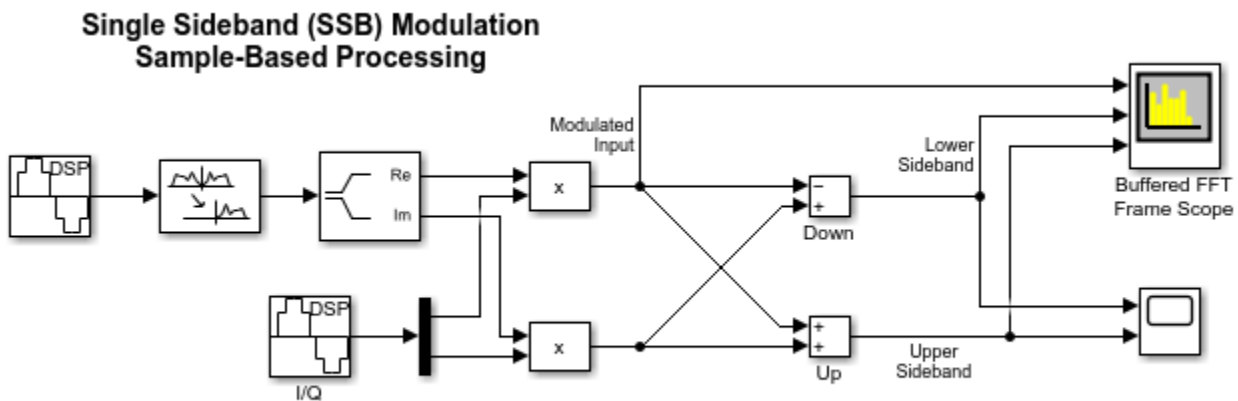 Single Sideband (SSB) Modulation
Sample-Based Processing
DSP
Re
Im
x
Modulated
Input
Lower
Sideband
Buffered FFT
Frame Scope
−
+
Down
DSP
I/Q
x
+
+
Up
Upper
Sideband